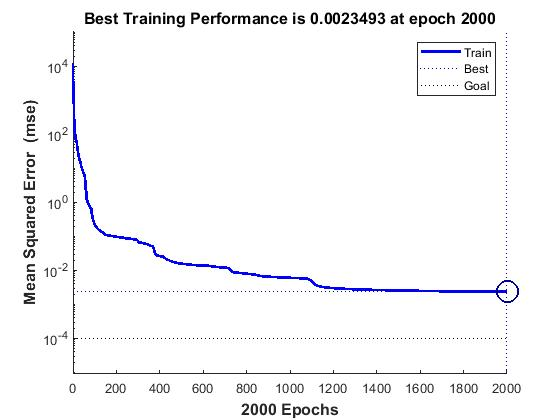 Best Training Performance is 0.0023493 at epoch 2000
Train
Best
Goal
Mean Squared Error (mse)
10^4
10^2
10^0
10^-2
10^-4
0 200 400 600 800 1000 1200 1400 1600 1800 2000
2000 Epochs